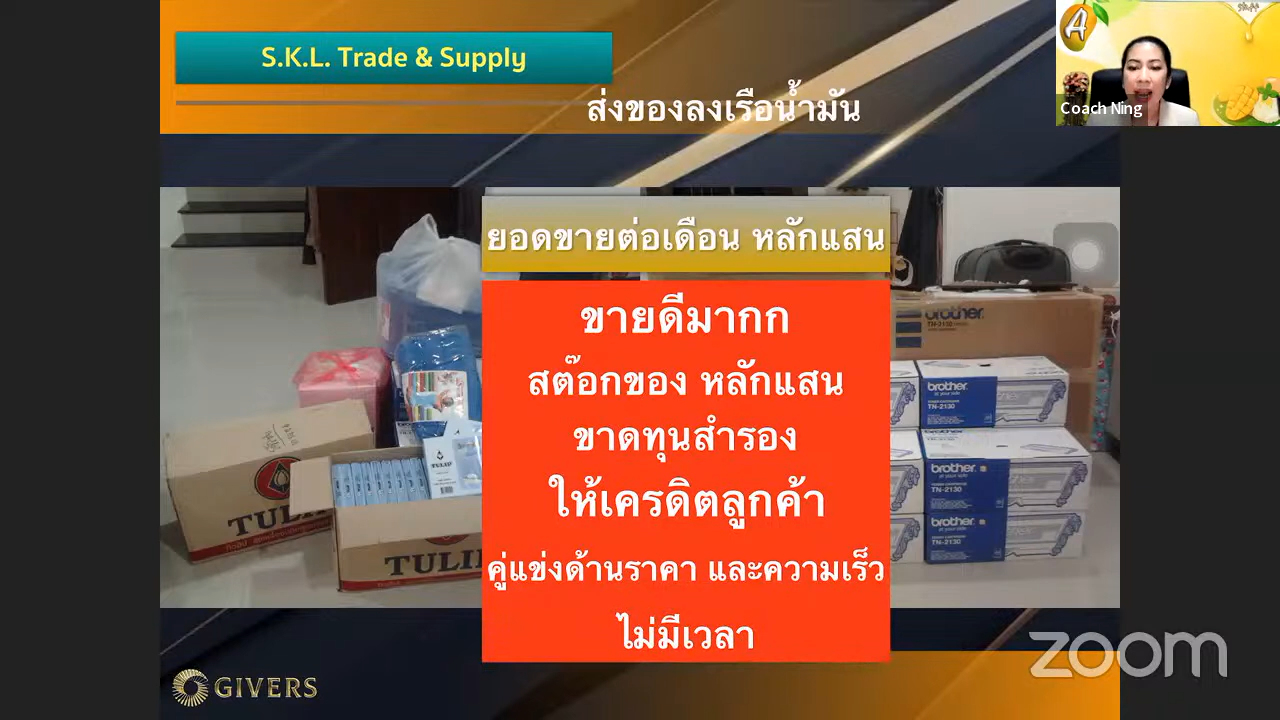 S.K.L. Trade & Supply
ส่งของลงเรือน้ำมัน
Coach Ning
ยอดขายต่อเดือน หลักแสน
ขายดีมากก
สต๊อกของ หลักแสน
ขาดทุนสำรอง
ให้เครดิตลูกค้า
คู่แข่งด้านราคา และความเร็ว
ไม่มีเวลา
TULIP
TULIP
TULIP
brother
TN-3130
brother
TN-2130
brother
TN-2130
brother
TN-2130
GIVERS
zoom